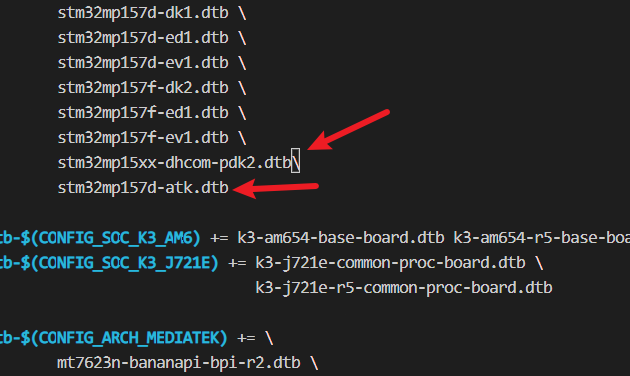 stm32mp157d-dk1.dtb \
stm32mp157d-ed1.dtb \
stm32mp157d-ev1.dtb \
stm32mp157f-dk2.dtb \
stm32mp157f-ed1.dtb \
stm32mp157f-ev1.dtb \
stm32mp15xx-dhcom-pdk2.dtb\
stm32mp157d-atk.dtb
tb-$(CONFIG_SOC_K3_AM6) += k3-am654-base-board.dtb k3-am654-r5-base-boa
tb-$(CONFIG_SOC_K3_J721E) += k3-j721e-common-proc-board.dtb \
k3-j721e-r5-common-proc-board.dtb
tb-$(CONFIG_ARCH_MEDIATEK) += \
mt7623n-bananapi-bpi-r2.dtb \